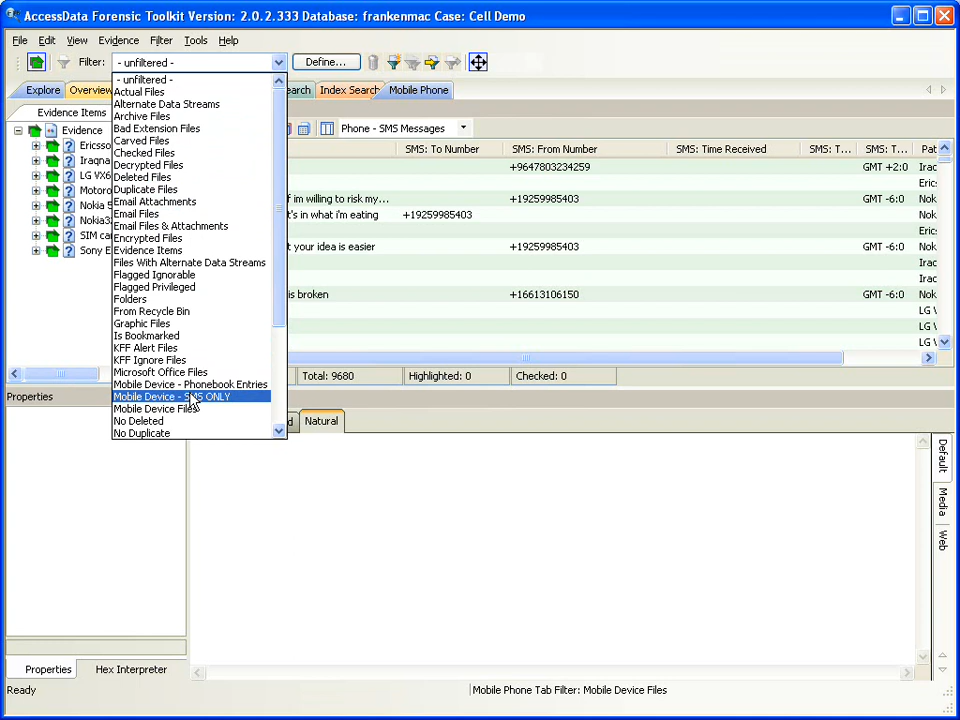 AccessData Forensic Toolkit Version: 2.0.2.333 Database: frankenmac Case: Cell Demo
File Edit View Evidence Filter Tools Help
Filter: - unfiltered - Define...
- unfiltered -
Actual Files
Alternate Data Streams
Archive Files
Bad Extension Files
Carved Files
Checked Files
Decrypted Files
Deleted Files
Duplicate Files
Email Attachments
Email Files
Email Files & Attachments
Encrypted Files
Evidence Items
Files With Alternate Data Streams
Flagged Ignorable
Flagged Privileged
Folders
From Recycle Bin
Graphic Files
Is Bookmarked
KFF Alert Files
KFF Ignore Files
Microsoft Office Files
Mobile Device - Phonebook Entries
Mobile Device - SMS ONLY
Mobile Device Files
No Deleted
No Duplicate
Explore Overview earch Index Search Mobile Phone
Evidence Items
Evidence
Ericsso
Iraqna
LG VX6
Motoro
Nokia 5
Nokia32
SIM car
Sony E
Phone - SMS Messages
SMS: To Number SMS: From Number SMS: Time Received SMS: T... SMS: T... Pat
+9647803234259 GMT +2:0 Irac
Erics
if im willing to risk my... +19259985403 GMT -6:0 Nok
t's in what i'm eating +19259985403 Nok
Erics
t your idea is easier +19259985403 GMT -6:0 Nok
Irac
Irac
is broken +16613106150 GMT -6:0 Nok
LG V
LG V
LG V
Total: 9680 Highlighted: 0 Checked: 0
Properties
d Natural
Default
Media
Web
Properties Hex Interpreter
Ready Mobile Phone Tab Filter: Mobile Device Files